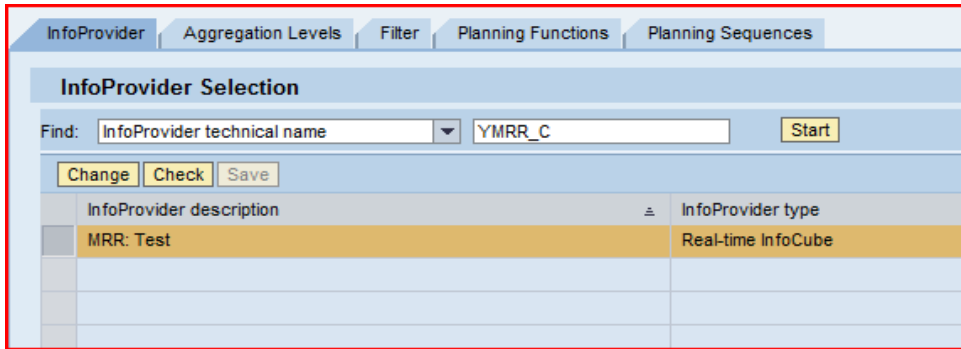 InfoProvider Aggregation Levels Filter Planning Functions Planning Sequences
InfoProvider Selection
Find: InfoProvider technical name YMRR_C Start
Change Check Save
InfoProvider description InfoProvider type
MRR: Test Real-time InfoCube